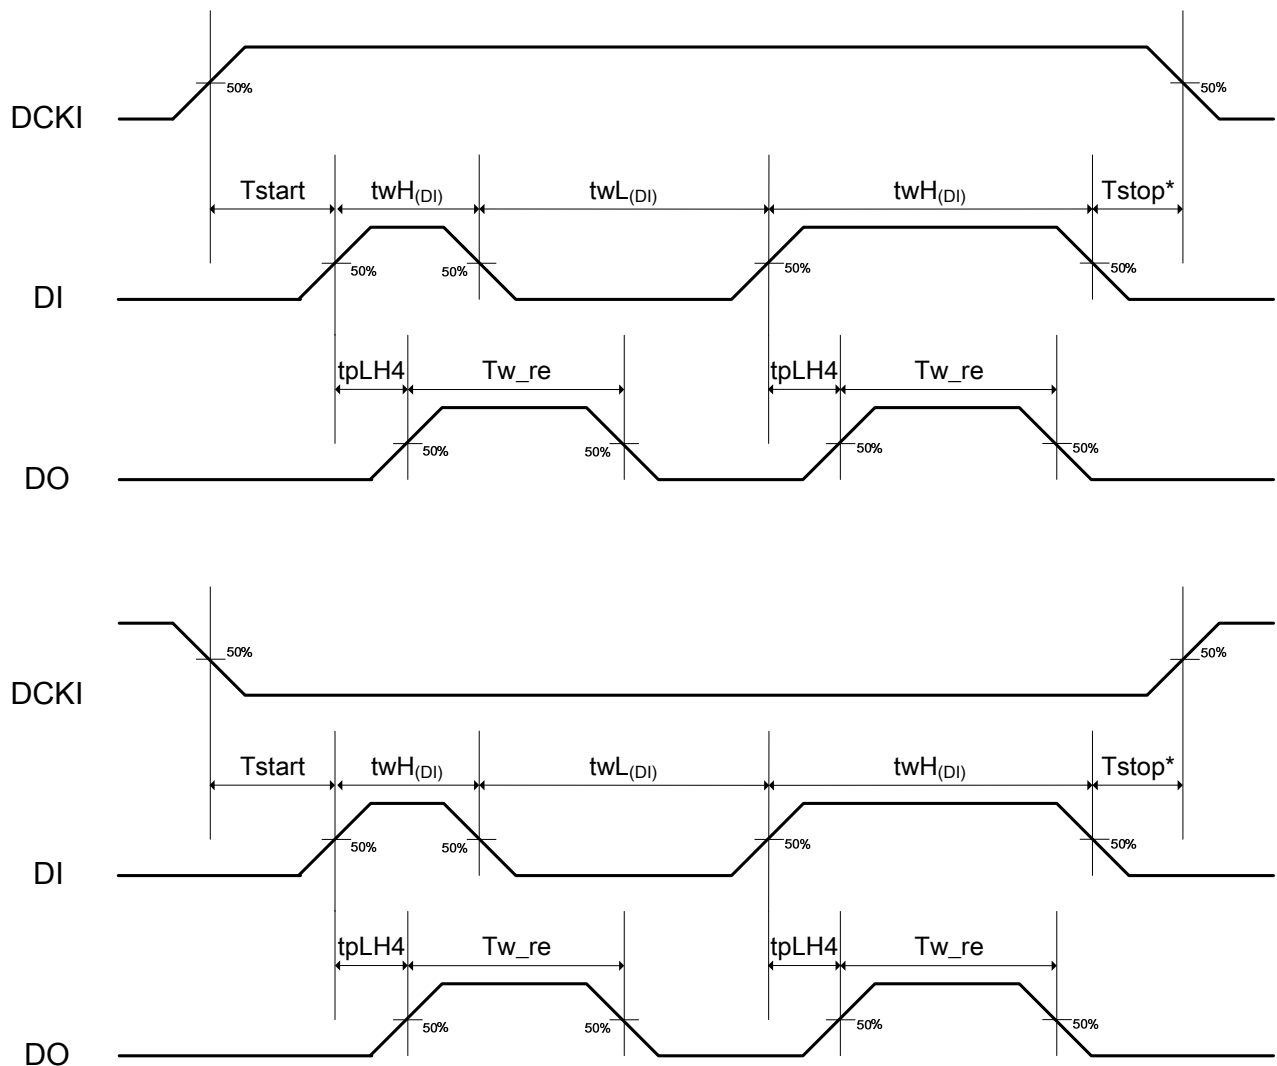 50% 50%
DCKI
Tstart twH(DI) twL(DI) twH(DI) Tstop*
50% 50% 50% 50%
DI
tpLH4 Tw_re tpLH4 Tw_re
50% 50% 50% 50%
DO
50% 50%
DCKI
Tstart twH(DI) twL(DI) twH(DI) Tstop*
50% 50% 50% 50%
DI
tpLH4 Tw_re tpLH4 Tw_re
50% 50% 50% 50%
DO